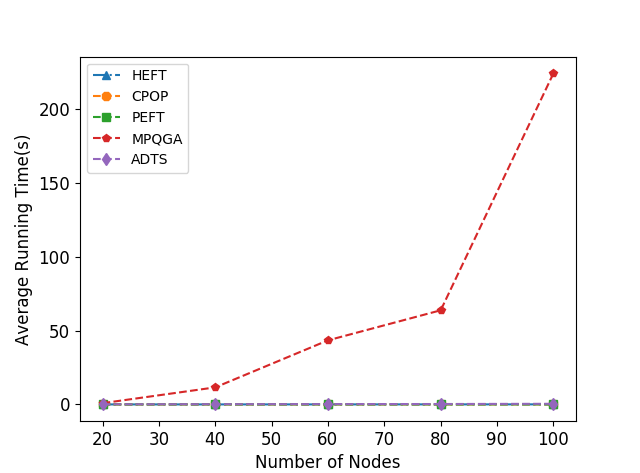 HEFT
CPOP
PEFT
MPQGA
ADTS
Average Running Time(s)
200
150
100
50
0
20 30 40 50 60 70 80 90 100
Number of Nodes